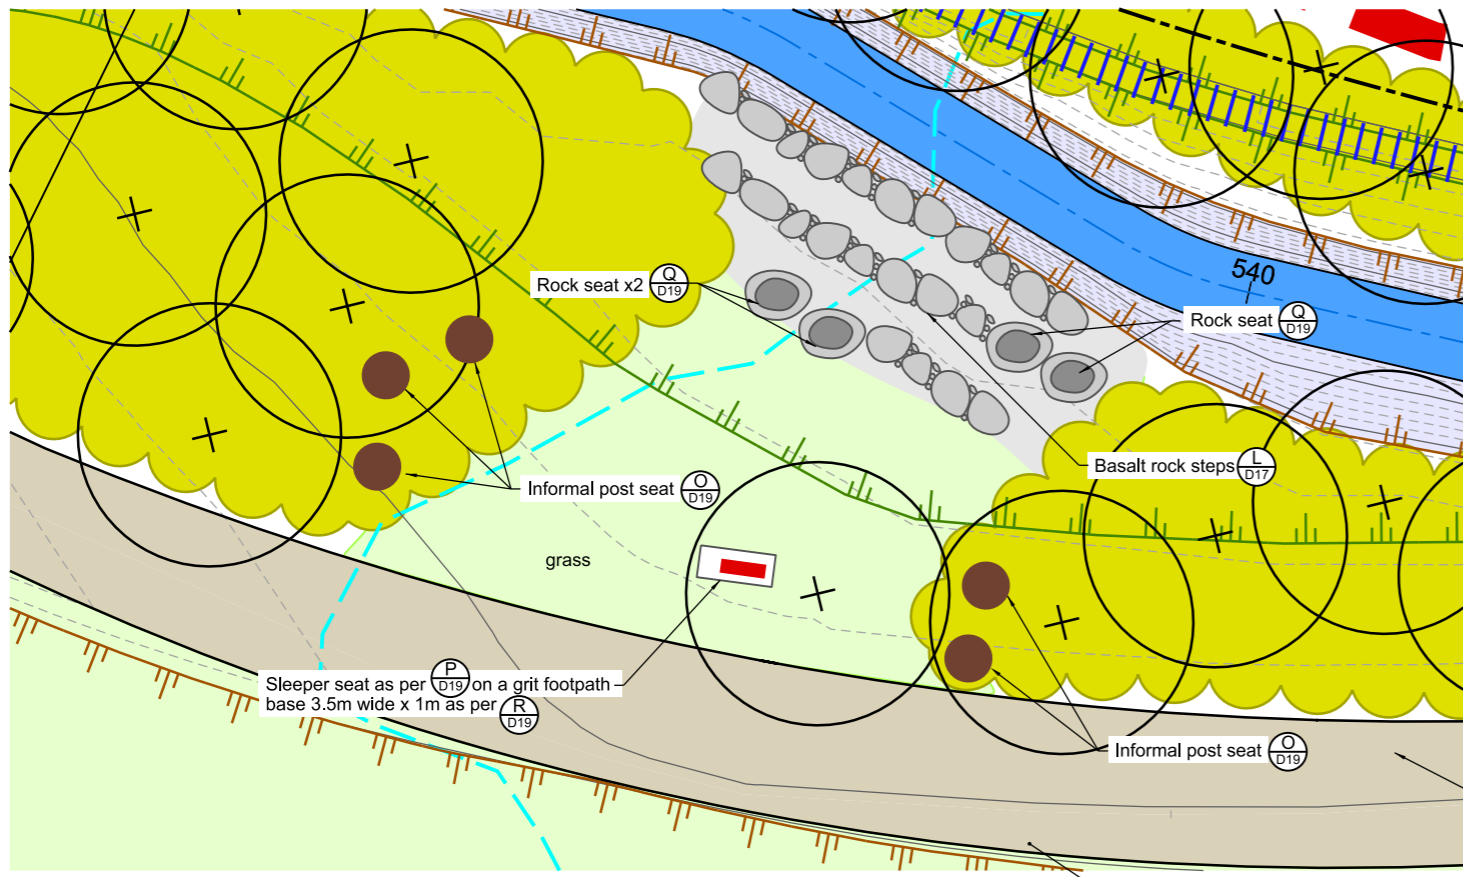 540
Rock seat x2 Q
D19
Rock seat Q
D19
Basalt rock steps L
D17
Informal post seat O
D19
grass
Sleeper seat as per P
D19 on a grit footpath
base 3.5m wide x 1m as per R
D19
Informal post seat O
D19